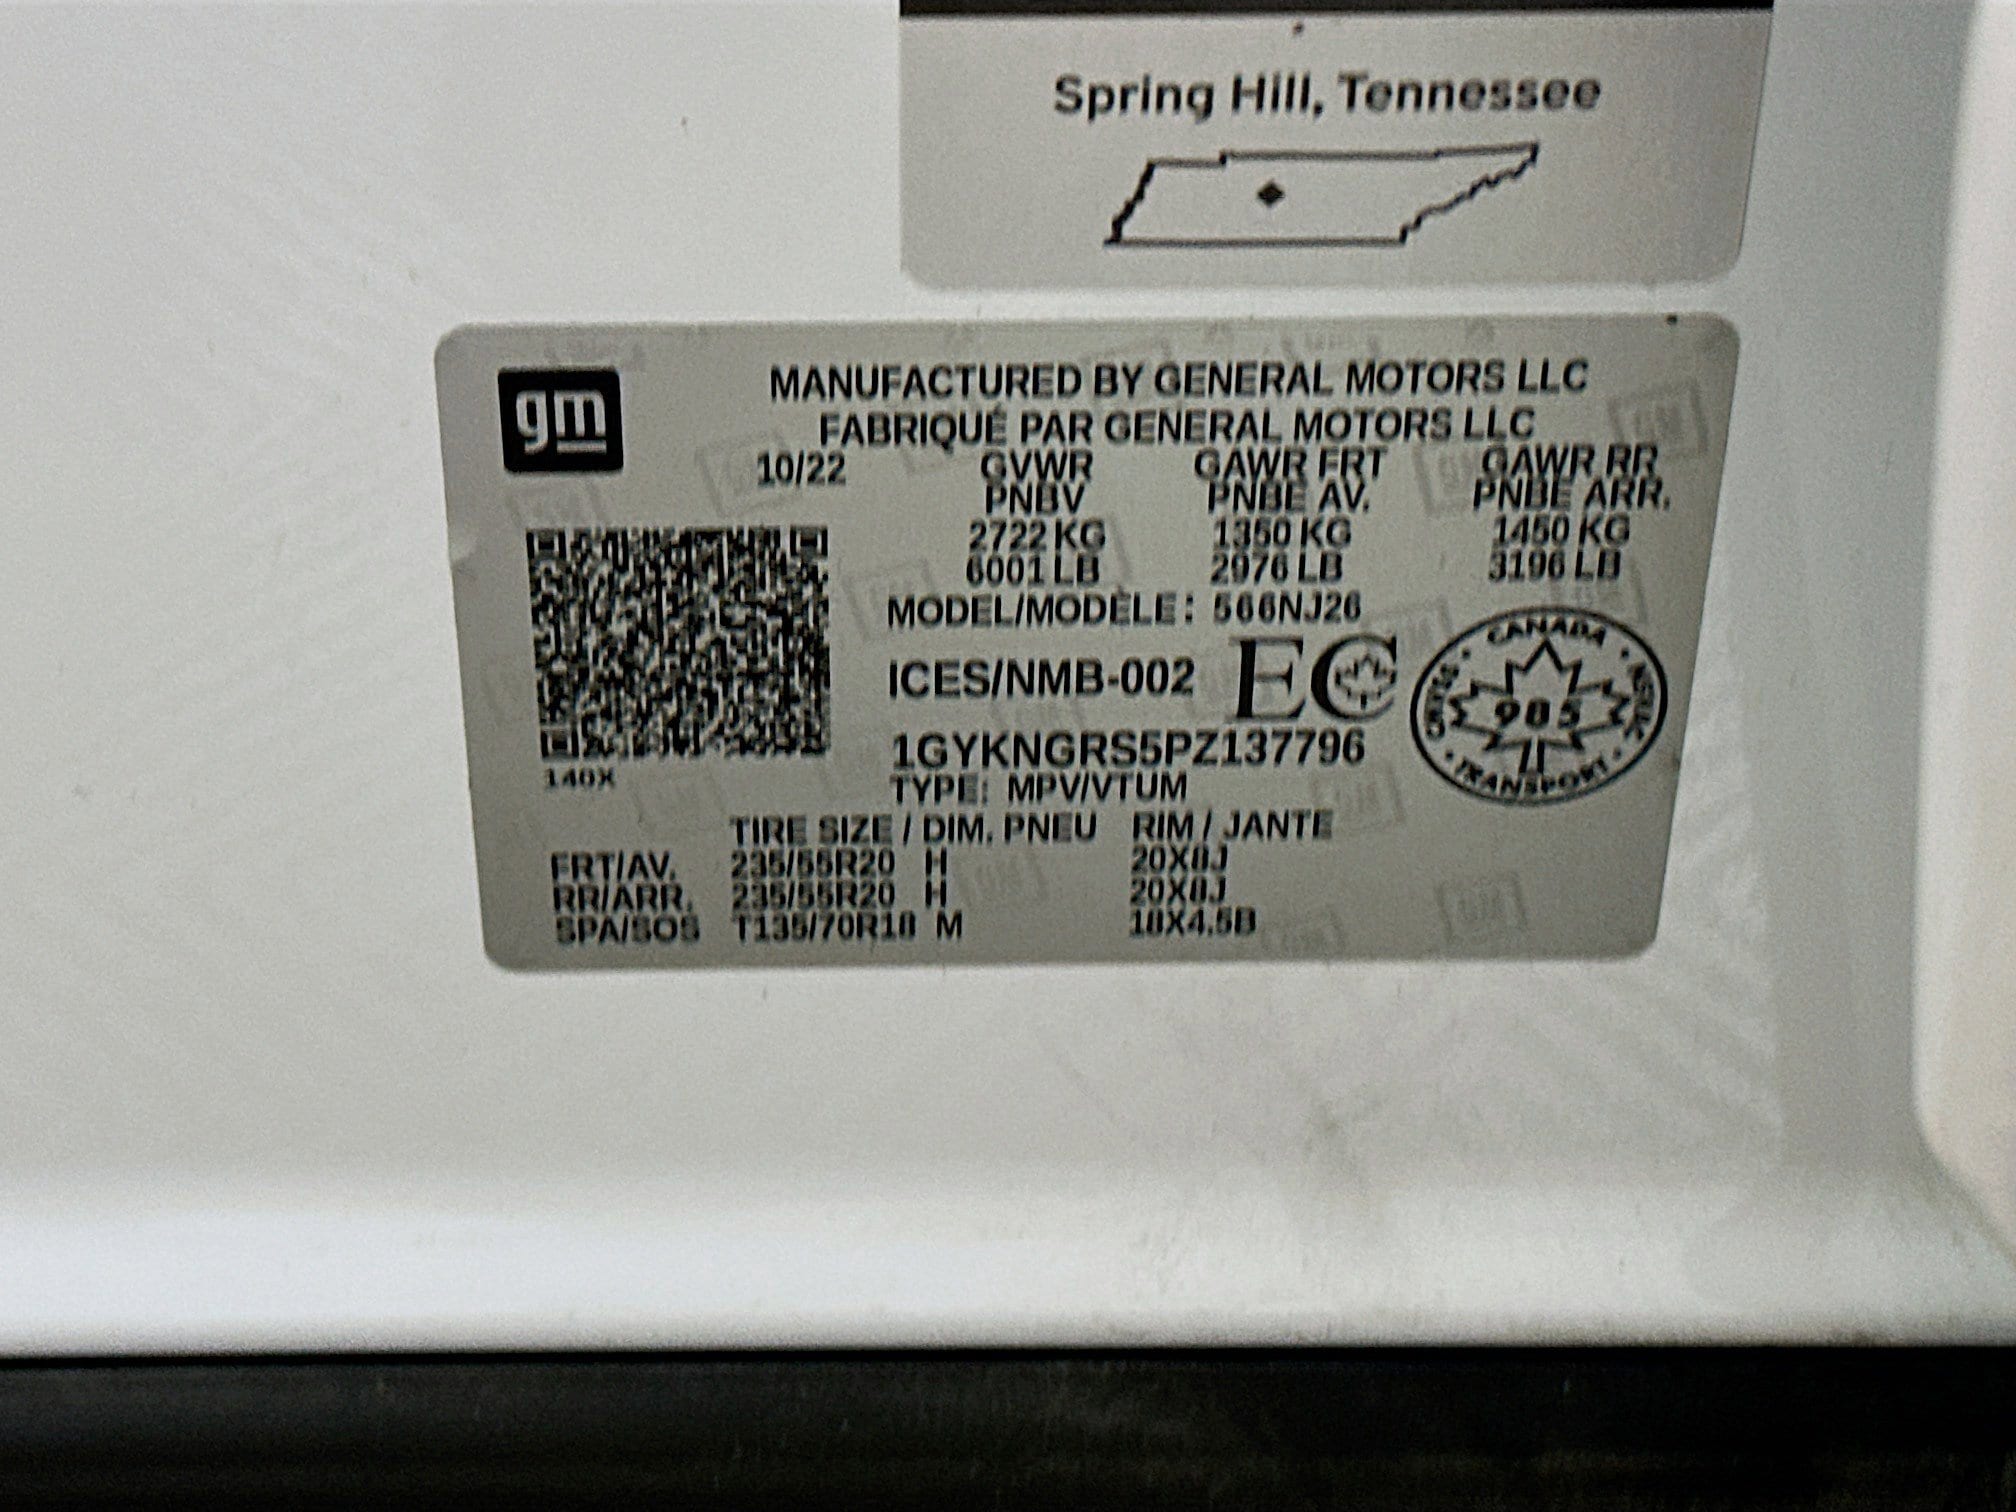 Spring Hill, Tennessee
gm
MANUFACTURED BY GENERAL MOTORS LLC
FABRIQUÉ PAR GENERAL MOTORS LLC
10/22 GVWR GAWR FRT GAWR RR
PNBV PNBE AV. PNBE ARR.
2722 KG 1350 KG 1450 KG
6001 LB 2976 LB 3196 LB
MODEL/MODÈLE: 566NJ26
ICES/NMB-002 EC
1GYKNGRS5PZ137796
TYPE: MPV/VTUM
140X
CANADA
905
TRANSPORT
TIRE SIZE / DIM. PNEU RIM / JANTE
FRT/AV. 235/55R20 H 20X8J
RR/ARR. 235/55R20 H 20X8J
SPA/SOS T135/70R18 M 18X4.5B